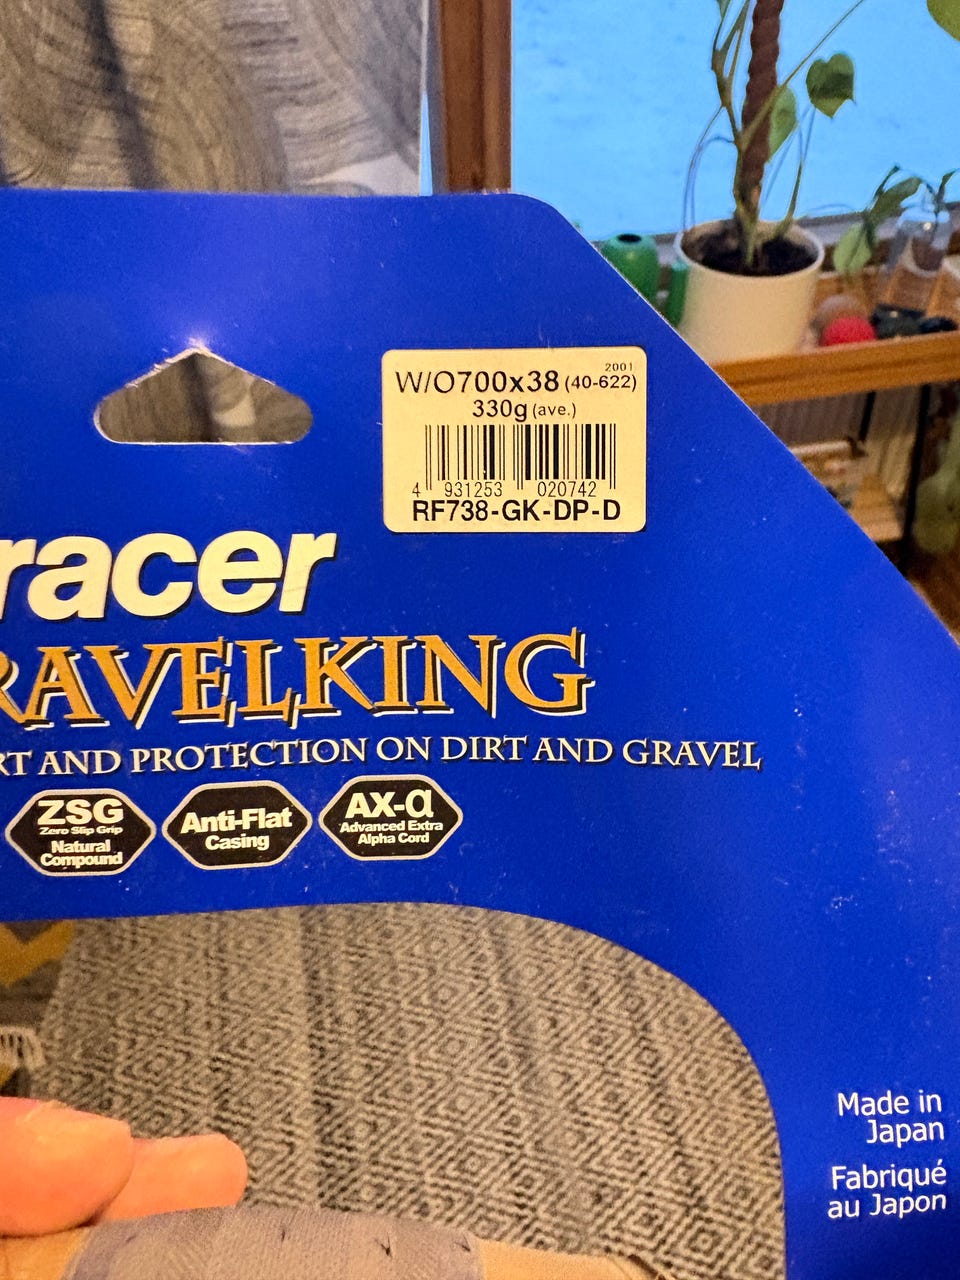 2001
W/O700x38 (40-622)
330g (ave.)
4 931253 020742
RF738-GK-DP-D
racer
RAVELKING
RT AND PROTECTION ON DIRT AND GRAVEL
ZSG
Zero Slip Grip
Natural
Compound
Anti-Flat
Casing
AX-α
Advanced Extra
Alpha Cord
Made in
Japan
Fabriqué
au Japon